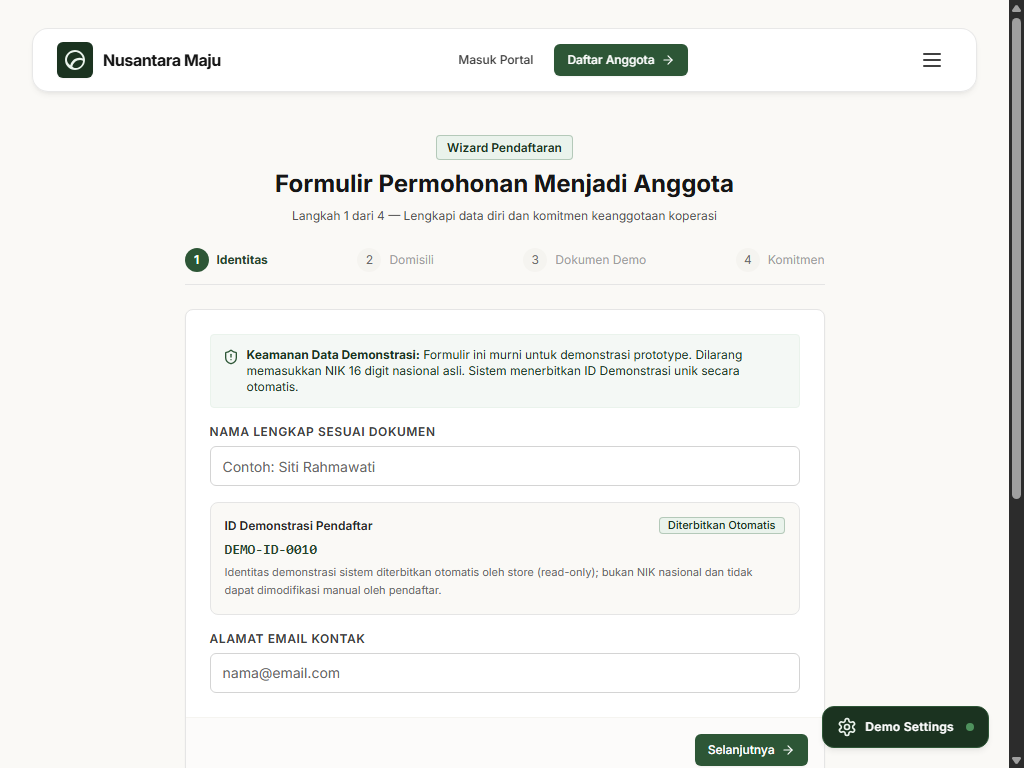 Nusantara Maju
Masuk Portal
Daftar Anggota
Wizard Pendaftaran
Formulir Permohonan Menjadi Anggota
Langkah 1 dari 4 — Lengkapi data diri dan komitmen keanggotaan koperasi
1 Identitas
2 Domisili
3 Dokumen Demo
4 Komitmen
Keamanan Data Demonstrasi: Formulir ini murni untuk demonstrasi prototype. Dilarang
memasukkan NIK 16 digit nasional asli. Sistem menerbitkan ID Demonstrasi unik secara
otomatis.
NAMA LENGKAP SESUAI DOKUMEN
Contoh: Siti Rahmawati
ID Demonstrasi Pendaftar
Diterbitkan Otomatis
DEMO-ID-0010
Identitas demonstrasi sistem diterbitkan otomatis oleh store (read-only); bukan NIK nasional dan tidak
dapat dimodifikasi manual oleh pendaftar.
ALAMAT EMAIL KONTAK
nama@email.com
Demo Settings
Selanjutnya